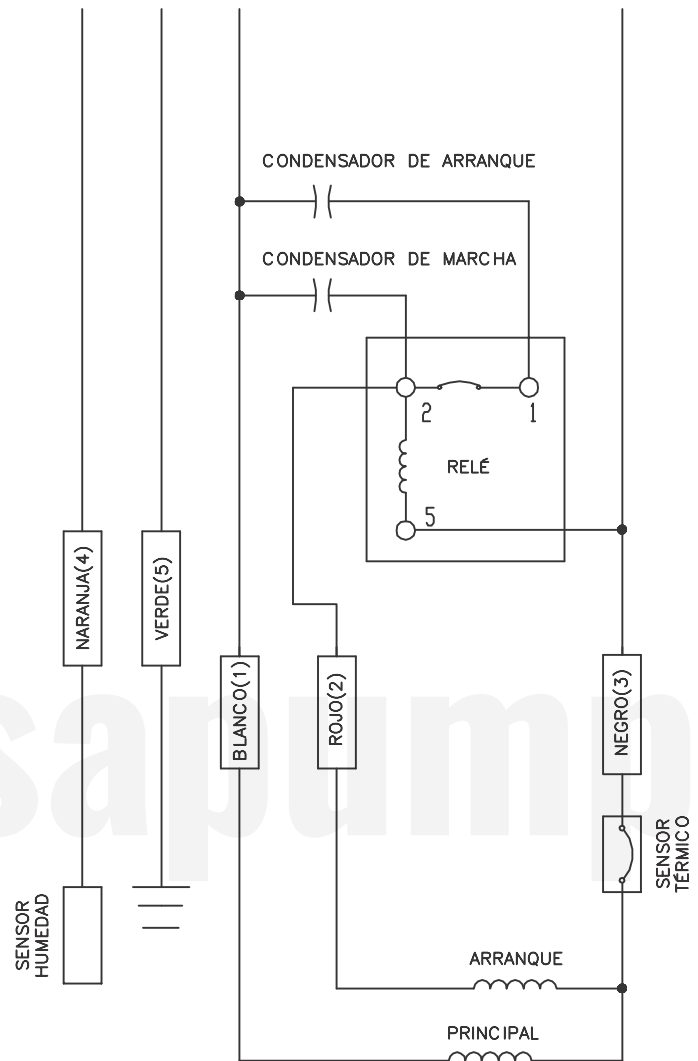 CONDENSADOR DE ARRANQUE
CONDENSADOR DE MARCHA
2
1
RELÉ
5
NARANJA(4)
VERDE(5)
BLANCO(1)
ROJO(2)
NEGRO(3)
SENSOR
TÉRMICO
SENSOR
HUMEDAD
ARRANQUE
PRINCIPAL
sapump